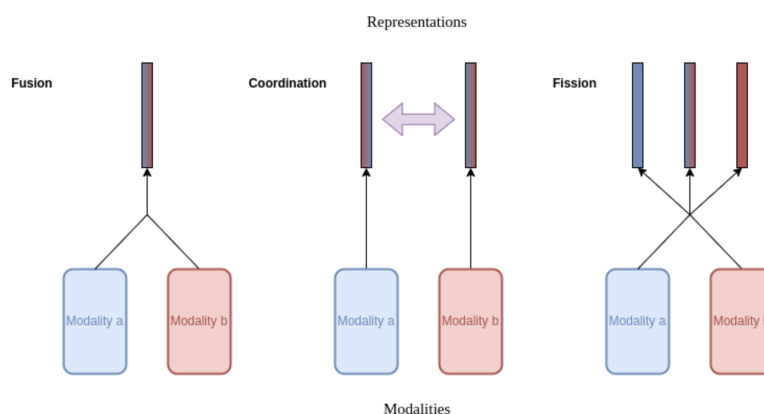 Representations
Fusion
Coordination
Fission
Modality a
Modality b
Modality a
Modality b
Modality a
Modality
Modalities